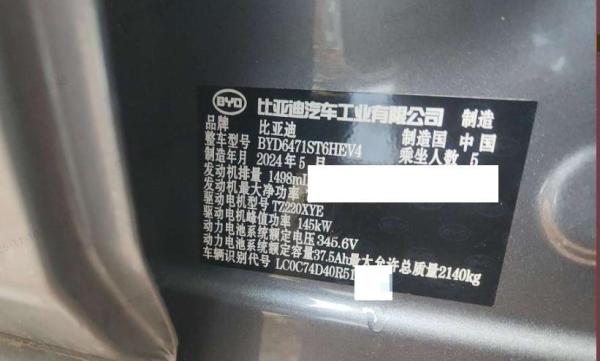 BYD 比亚迪汽车工业有限公司 制造
品牌 比亚迪 制造国 中国
整车型号 BYD6471ST6HEV4 乘坐人数 5
制造年月 2024年5月
发动机排量 1498mL
发动机最大净功率
驱动电机型号 TZ220XYE
驱动电机峰值功率 145kW
动力电池系统额定电压 345.6V
动力电池系统额定容量 37.5Ah 最大允许总质量 2140kg
车辆识别代号 LC0C74D40R51